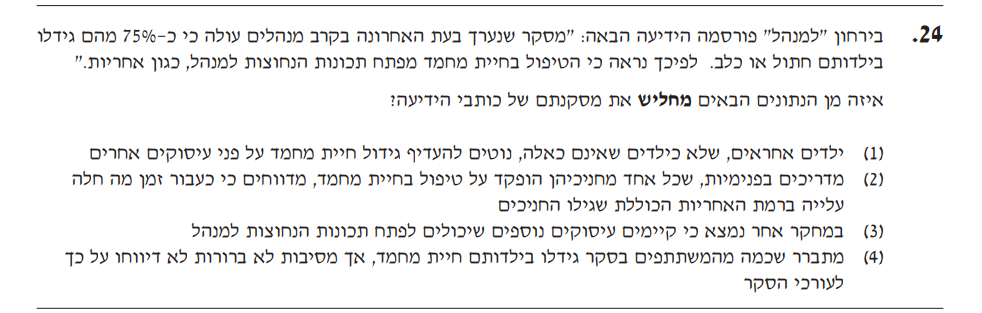 24. בירחון "למנהל" פורסמה הידיעה הבאה: "מסקר שנערך בעת האחרונה בקרב מנהלים עולה כי כ-75% מהם גידלו
בילדותם חתול או כלב. לפיכך נראה כי הטיפול בחיית מחמד מפתח תכונות הנחוצות למנהל, כגון אחריות."
איזה מן הנתונים הבאים מחליש את מסקנתם של כותבי הידיעה?
(1) ילדים אחראים, שלא כילדים שאינם כאלה, נוטים להעדיף גידול חיית מחמד על פני עיסוקים אחרים
(2) מדריכים בפנימיות, שכל אחד מחניכיהן הופקד על טיפול בחיית מחמד, מדווחים כי כעבור זמן מה חלה
עלייה ברמת האחריות הכוללת שגילו החניכים
(3) במחקר אחר נמצא כי קיימים עיסוקים נוספים שיכולים לפתח תכונות הנחוצות למנהל
(4) מתברר שכמה מהמשתתפים בסקר גידלו בילדותם חיית מחמד, אך מסיבות לא ברורות לא דיווחו על כך
לעורכי הסקר